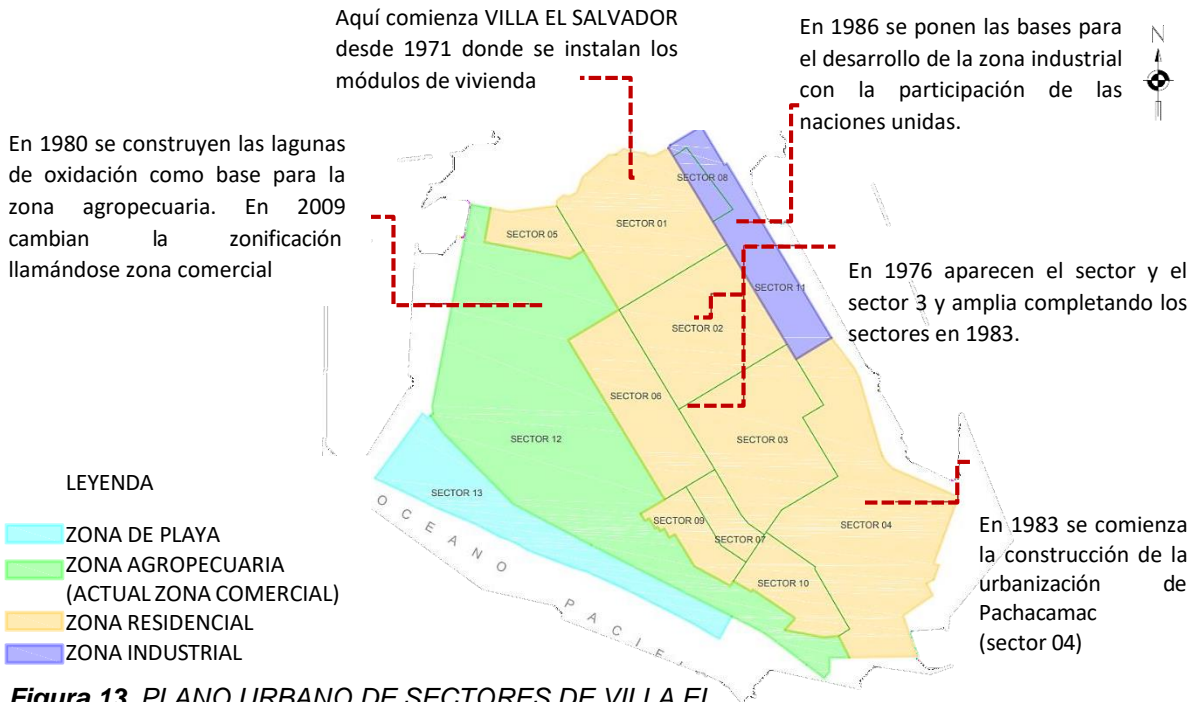 Aquí comienza VILLA EL SALVADOR
desde 1971 donde se instalan los
módulos de vivienda
En 1986 se ponen las bases para
el desarrollo de la zona industrial
con la participación de las
naciones unidas.
N
En 1980 se construyen las lagunas
de oxidación como base para la
zona agropecuaria. En 2009
cambian la zonificación
llamándose zona comercial
SECTOR 08
SECTOR 01
SECTOR 05
En 1976 aparecen el sector y el
sector 3 y amplia completando los
sectores en 1983.
SECTOR 11
SECTOR 02
SECTOR 06
SECTOR 12
SECTOR 03
SECTOR 13
SECTOR 09
SECTOR 04
SECTOR 07
SECTOR 10
OCEANO
En 1983 se comienza
la construcción de la
urbanización de
Pachacamac
(sector 04)
LEYENDA
ZONA DE PLAYA
ZONA AGROPECUARIA
(ACTUAL ZONA COMERCIAL)
ZONA RESIDENCIAL
ZONA INDUSTRIAL
Figura 13. PLANO URBANO DE SECTORES DE VILLA EL